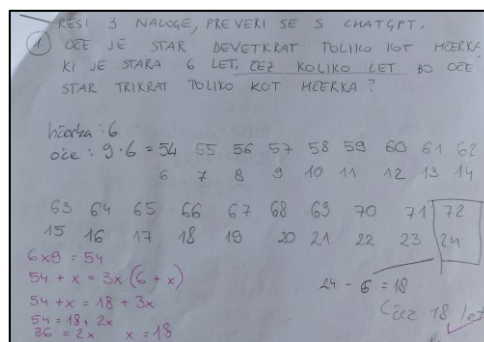 REŠI 3 NALOGE, PREVERI SE S CHATGPT.
1 OČE JE STAR DEVETKRAT TOLIKO KOT HČERKA,
KI JE STARA 6 LET. ČEZ KOLIKO LET BO OČE
STAR TRIKRAT TOLIKO KOT HČERKA?
hčerka: 6
oče: 9·6 = 54 55 56 57 58 59 60 61 62
6 7 8 9 10 11 12 13 14
63 64 65 66 67 68 69 70 71 72
15 16 17 18 19 20 21 22 23 24
6x9 = 54
54 + x = 3x(6 + x)
54 + x = 18 + 3x
54 = 18 + 2x
36 = 2x x = 18
24 - 6 = 18
Čez 18 let